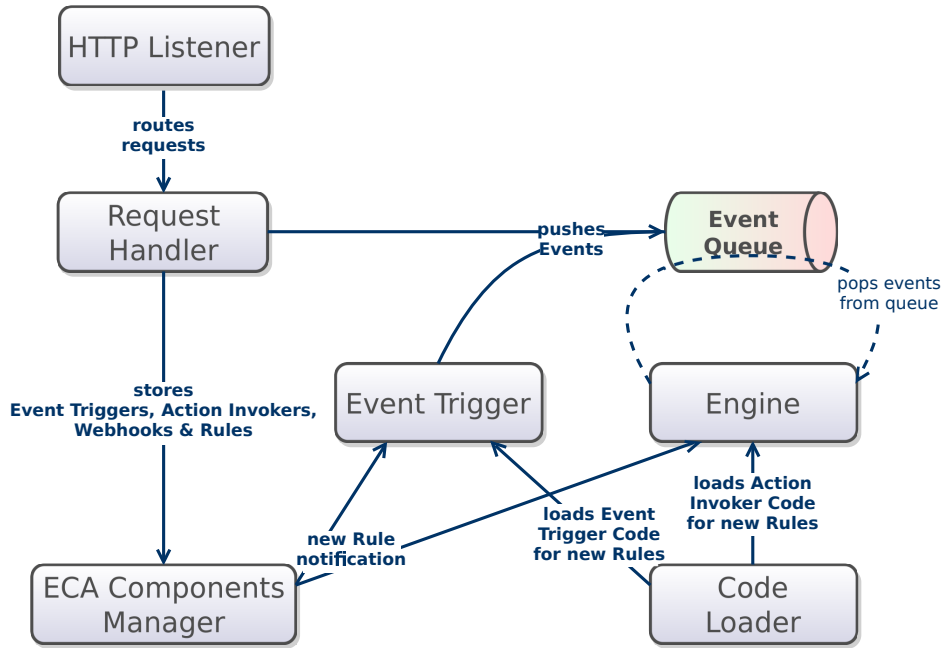 HTTP Listener
routes
requests
Request
Handler
pushes
Events
Event
Queue
pops events
from queue
stores
Event Triggers, Action Invokers,
Webhooks & Rules
Event Trigger
Engine
loads Action
Invoker Code
for new Rules
loads Event
Trigger Code
for new Rules
new Rule
notification
ECA Components
Manager
Code
Loader